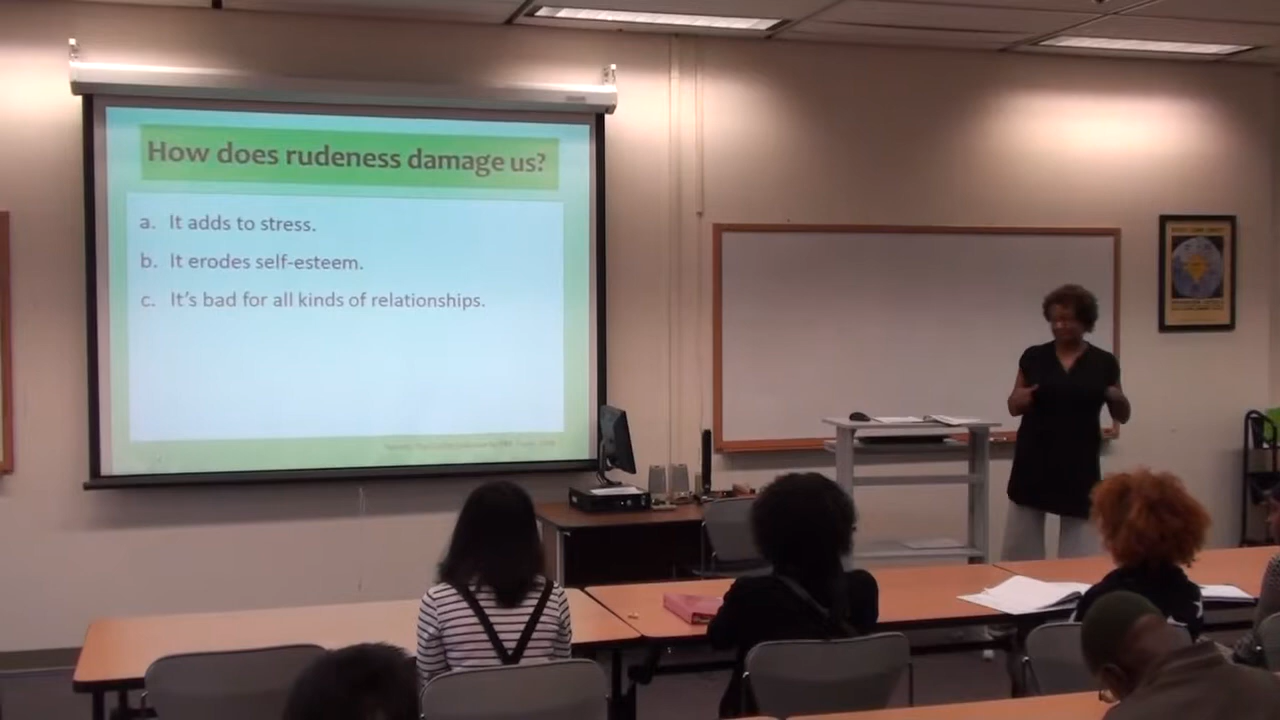 How does rudeness damage us?
a. It adds to stress.
b. It erodes self-esteem.
c. It's bad for all kinds of relationships.